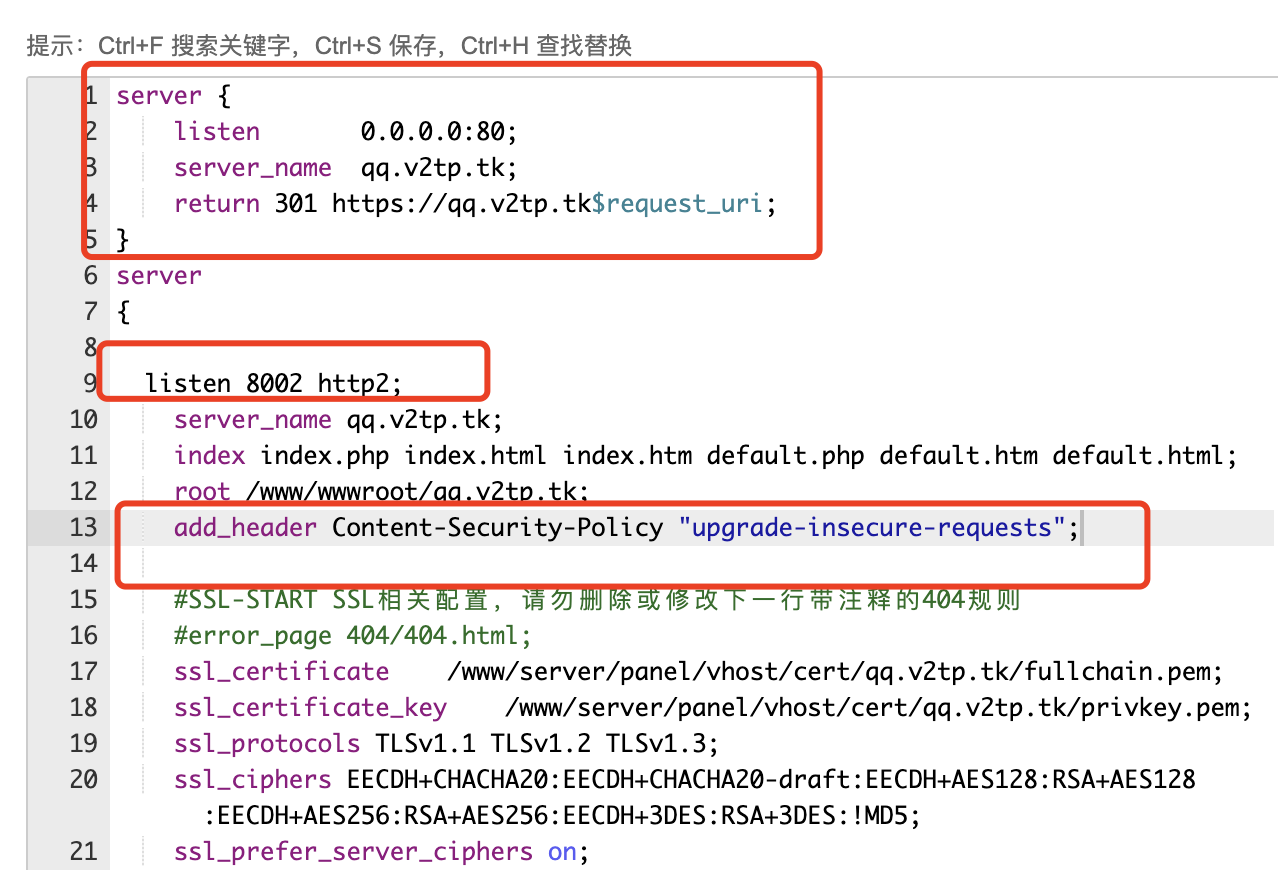 提示：Ctrl+F 搜索关键字，Ctrl+S 保存，Ctrl+H 查找替换
1 server {
2     listen       0.0.0.0:80;
3     server_name  qq.v2tp.tk;
4     return 301 https://qq.v2tp.tk$request_uri;
5 }
6 server
7 {
8
9   listen 8002 http2;
10     server_name qq.v2tp.tk;
11     index index.php index.html index.htm default.php default.htm default.html;
12     root /www/wwwroot/qq.v2tp.tk;
13     add_header Content-Security-Policy "upgrade-insecure-requests";
14
15     #SSL-START SSL相关配置，请勿删除或修改下一行带注释的404规则
16     #error_page 404/404.html;
17     ssl_certificate    /www/server/panel/vhost/cert/qq.v2tp.tk/fullchain.pem;
18     ssl_certificate_key    /www/server/panel/vhost/cert/qq.v2tp.tk/privkey.pem;
19     ssl_protocols TLSv1.1 TLSv1.2 TLSv1.3;
20     ssl_ciphers EECDH+CHACHA20:EECDH+CHACHA20-draft:EECDH+AES128:RSA+AES128
:EECDH+AES256:RSA+AES256:EECDH+3DES:RSA+3DES:!MD5;
21     ssl_prefer_server_ciphers on;